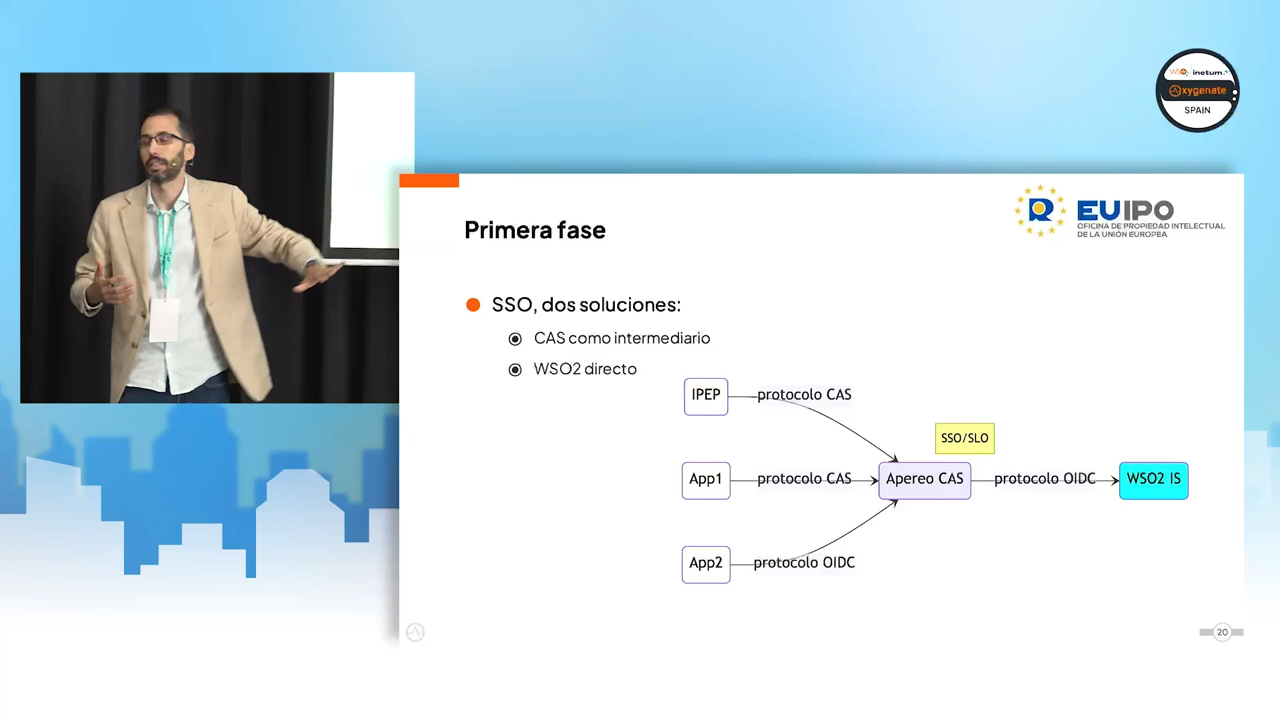 WSO2 inetum.
Oxygenate
SPAIN
EUIPO
OFICINA DE PROPIEDAD INTELECTUAL
DE LA UNIÓN EUROPEA
Primera fase
SSO, dos soluciones:
CAS como intermediario
WSO2 directo
IPEP
protocolo CAS
SSO/SLO
App1
protocolo CAS
Apereo CAS
protocolo OIDC
WSO2 IS
App2
protocolo OIDC
20